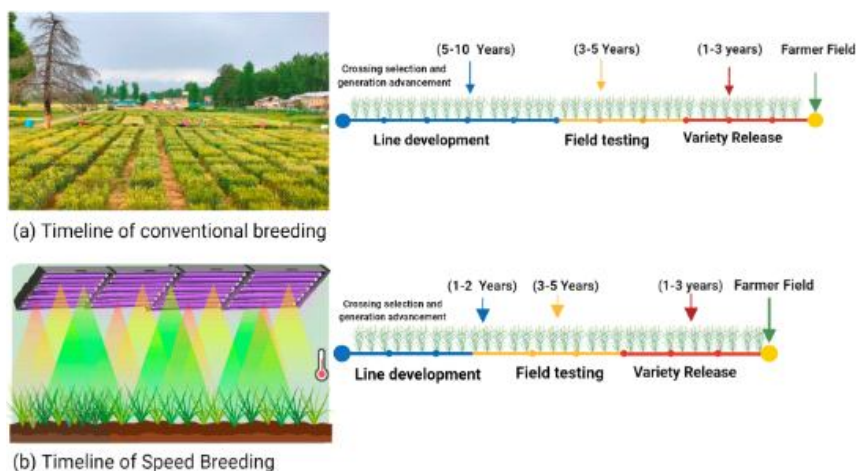 (5-10 Years)
(3-5 Years)
(1-3 years)
Farmer Field
Crossing selection and
generation advancement
Line development
Field testing
Variety Release
(a) Timeline of conventional breeding
(1-2 Years)
(3-5 Years)
(1-3 years)
Farmer Field
Crossing selection and
generation advancement
Line development
Field testing
Variety Release
(b) Timeline of Speed Breeding